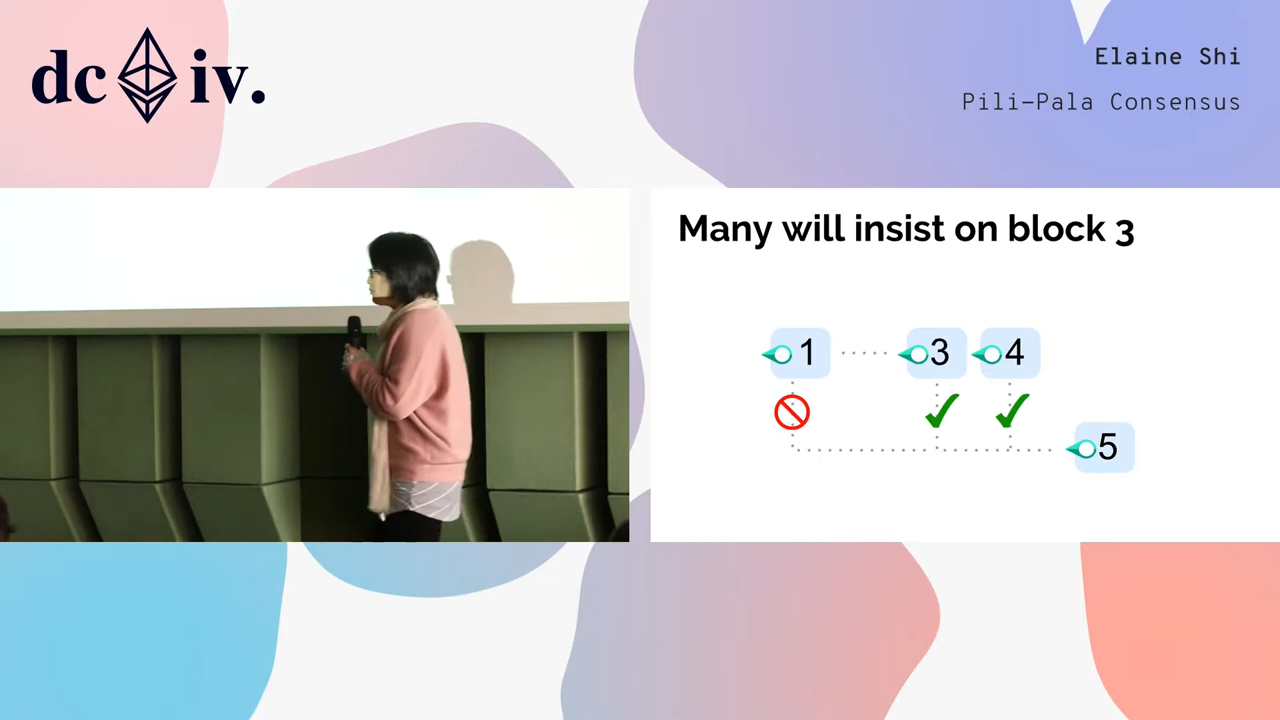 dc iv.
Elaine Shi
Pili-Pala Consensus
Many will insist on block 3
1 3 4
5